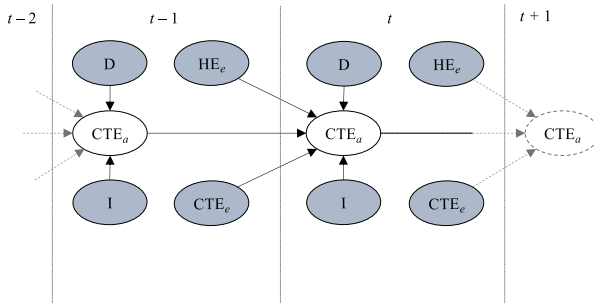 t – 2
t – 1
t
t + 1
D
HEₑ
D
HEₑ
CTEₐ
CTEₐ
CTEₐ
I
CTEₑ
I
CTEₑ